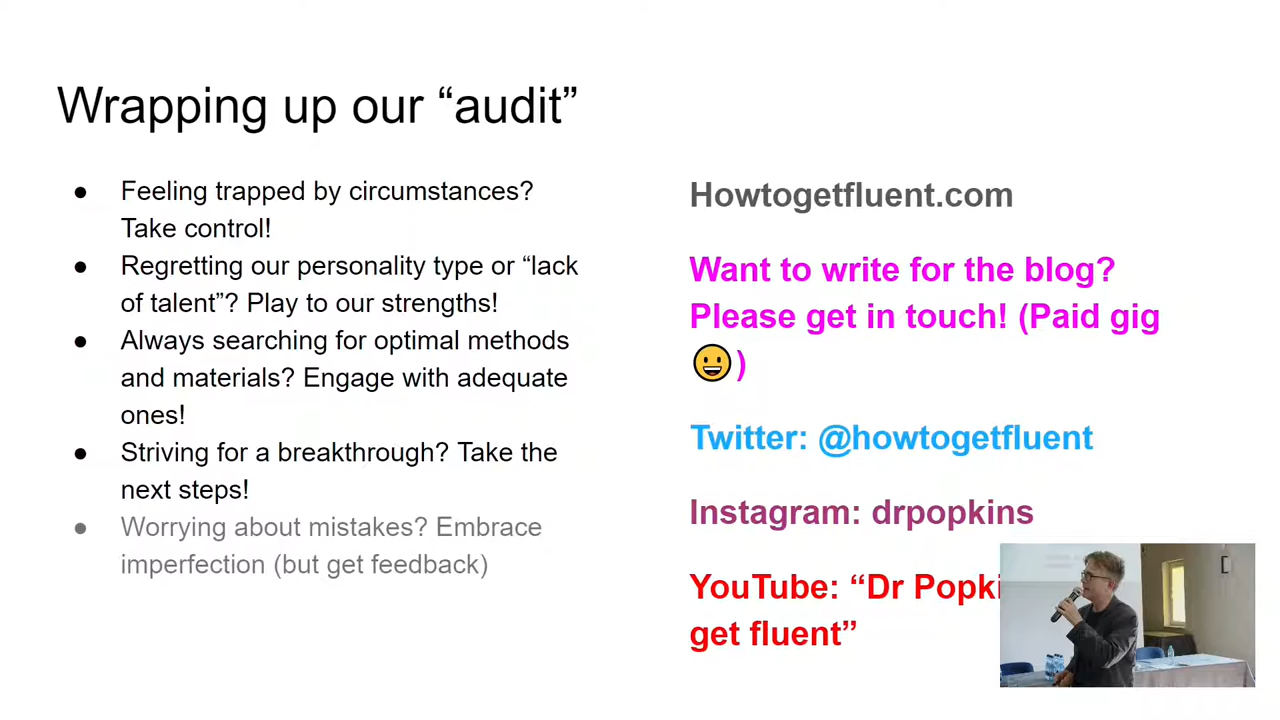 Wrapping up our “audit”
● Feeling trapped by circumstances?
Take control!
● Regretting our personality type or “lack
of talent”? Play to our strengths!
● Always searching for optimal methods
and materials? Engage with adequate
ones!
● Striving for a breakthrough? Take the
next steps!
● Worrying about mistakes? Embrace
imperfection (but get feedback)
Howtogetfluent.com
Want to write for the blog?
Please get in touch! (Paid gig
😀)
Twitter: @howtogetfluent
Instagram: drpopkins
YouTube: “Dr
get fluent”